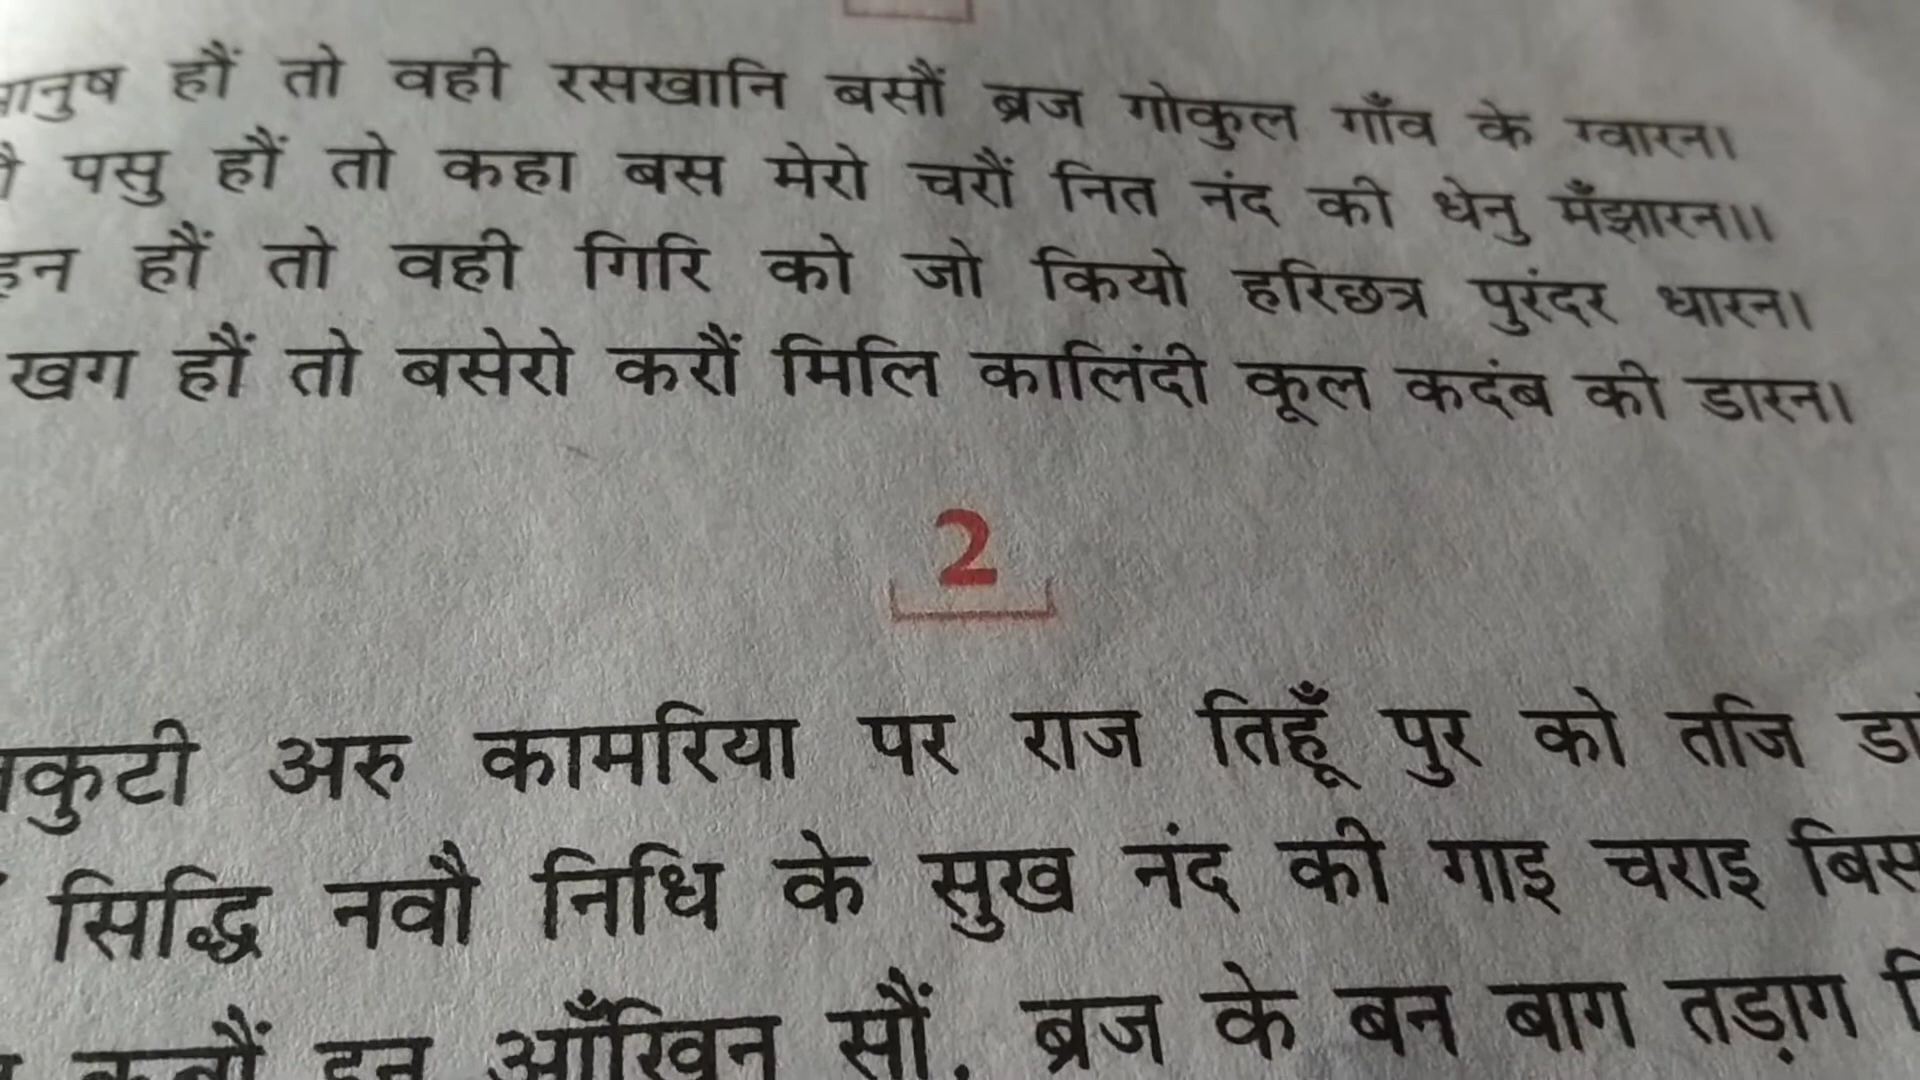 मानुष हौं तो वही रसखानि बसौं ब्रज गोकुल गाँव के ग्वारन।
पसु हौं तो कहा बस मेरो चरौं नित नंद की धेनु मँझारन।।
हौं तो वही गिरि को जो कियो हरिछत्र पुरंदर धारन।
खग हौं तो बसेरो करौं मिलि कालिंदी कूल कदंब की डारन।
2
अरु कामरिया पर राज तिहूँ पुर को तजि
सिद्धि नवौ निधि के सुख नंद की गाइ चराइ
इन आँखिन सौं, ब्रज के बन बाग तड़ाग